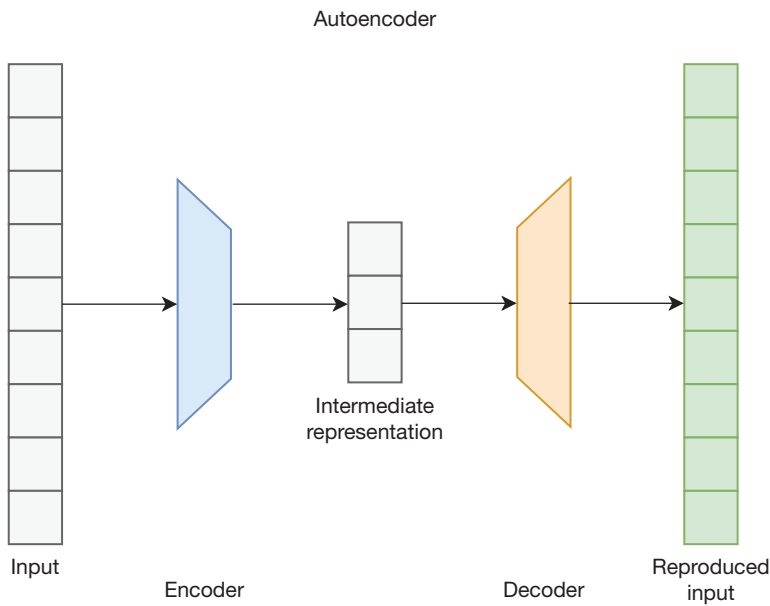 Autoencoder
Intermediate
representation
Input
Encoder
Decoder
Reproduced
input